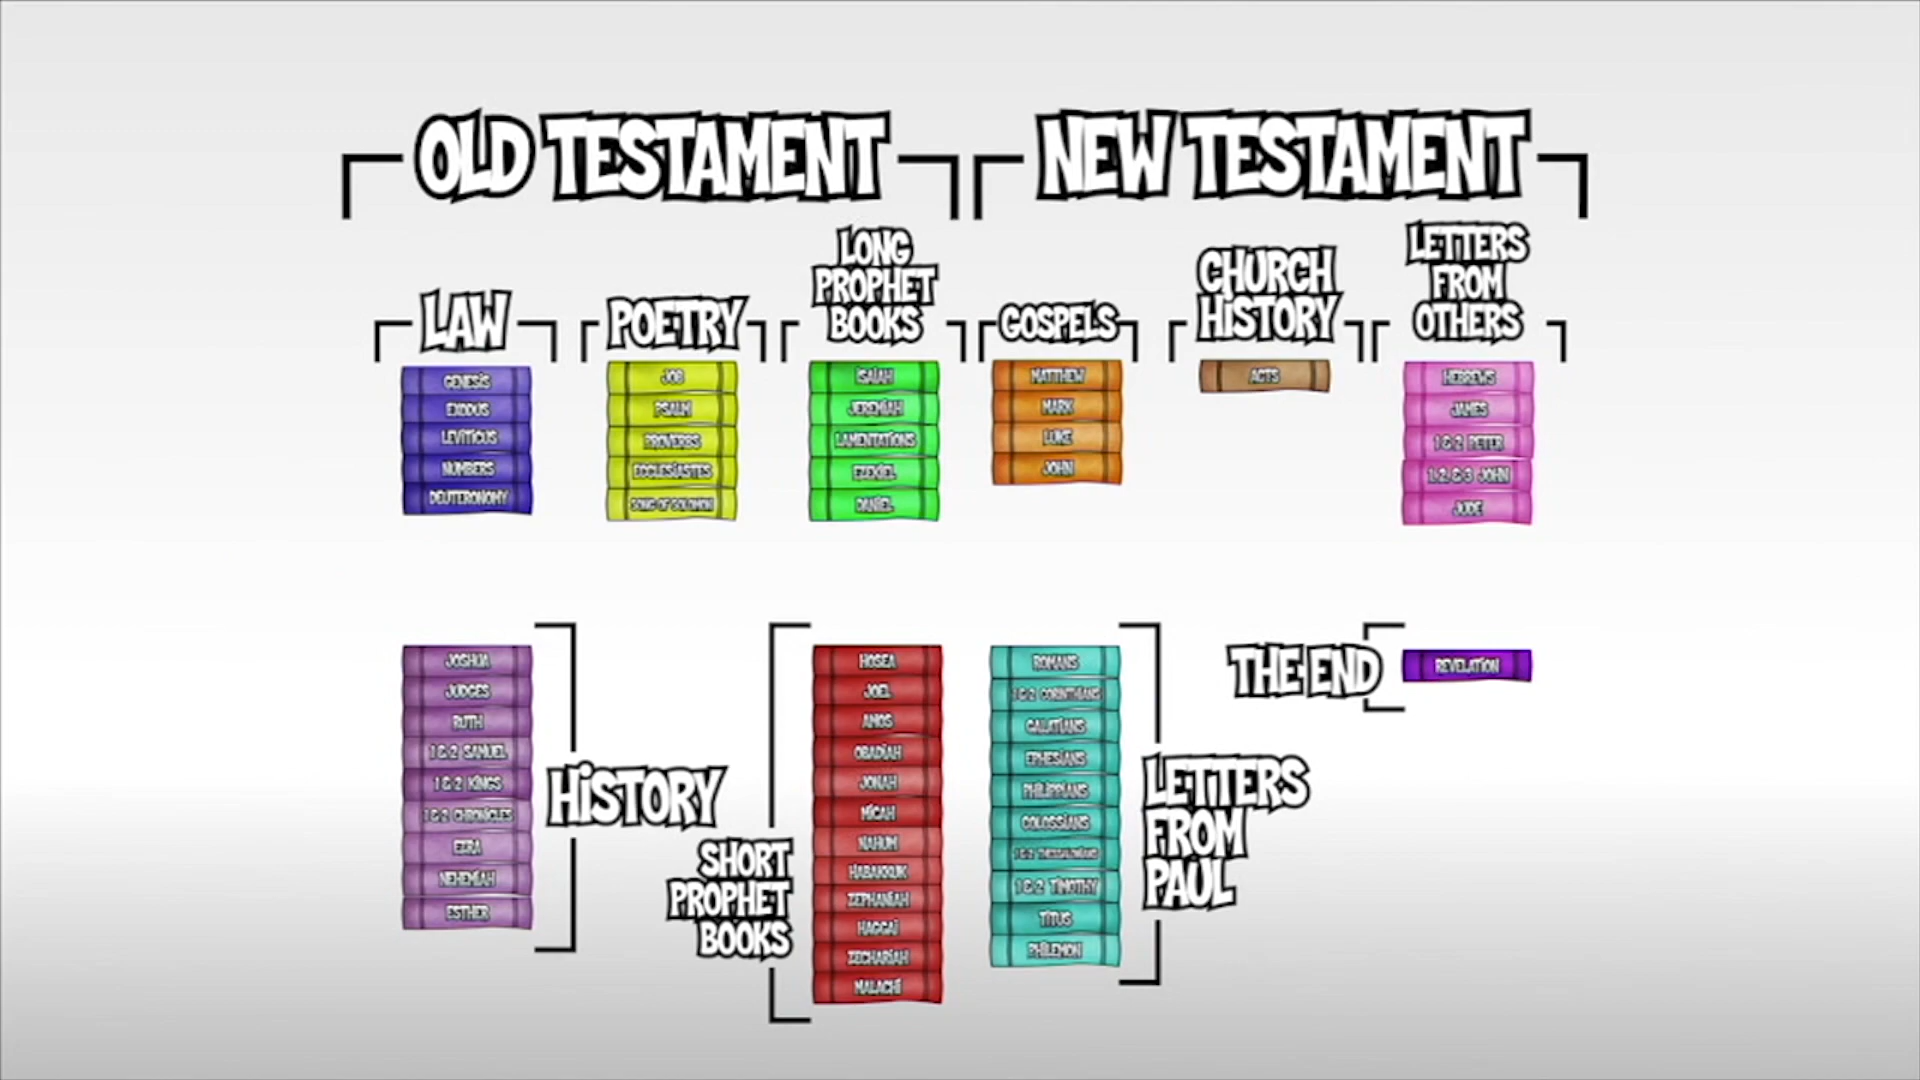 OLD TESTAMENT
NEW TESTAMENT
LAW
GENESIS
EXODUS
LEVITICUS
NUMBERS
DEUTERONOMY
POETRY
JOB
PSALM
PROVERBS
ECCLESIASTES
SONG OF SOLOMON
LONG
PROPHET
BOOKS
ISAIAH
JEREMIAH
LAMENTATIONS
EZEKIEL
DANIEL
GOSPELS
MATTHEW
MARK
LUKE
JOHN
CHURCH
HISTORY
ACTS
LETTERS
FROM
OTHERS
HEBREWS
JAMES
1 & 2 PETER
1, 2, & 3 JOHN
JUDE
JOSHUA
JUDGES
RUTH
1 & 2 SAMUEL
1 & 2 KINGS
1 & 2 CHRONICLES
EZRA
NEHEMIAH
ESTHER
HISTORY
SHORT
PROPHET
BOOKS
HOSEA
JOEL
AMOS
OBADIAH
JONAH
MICAH
NAHUM
HABAKKUK
ZEPHANIAH
HAGGAI
ZECHARIAH
MALACHI
ROMANS
1 & 2 CORINTHIANS
GALATIANS
EPHESIANS
PHILIPPIANS
COLOSSIANS
1 & 2 THESSALONIANS
1 & 2 TIMOTHY
TITUS
PHILEMON
LETTERS
FROM
PAUL
THE END
REVELATION